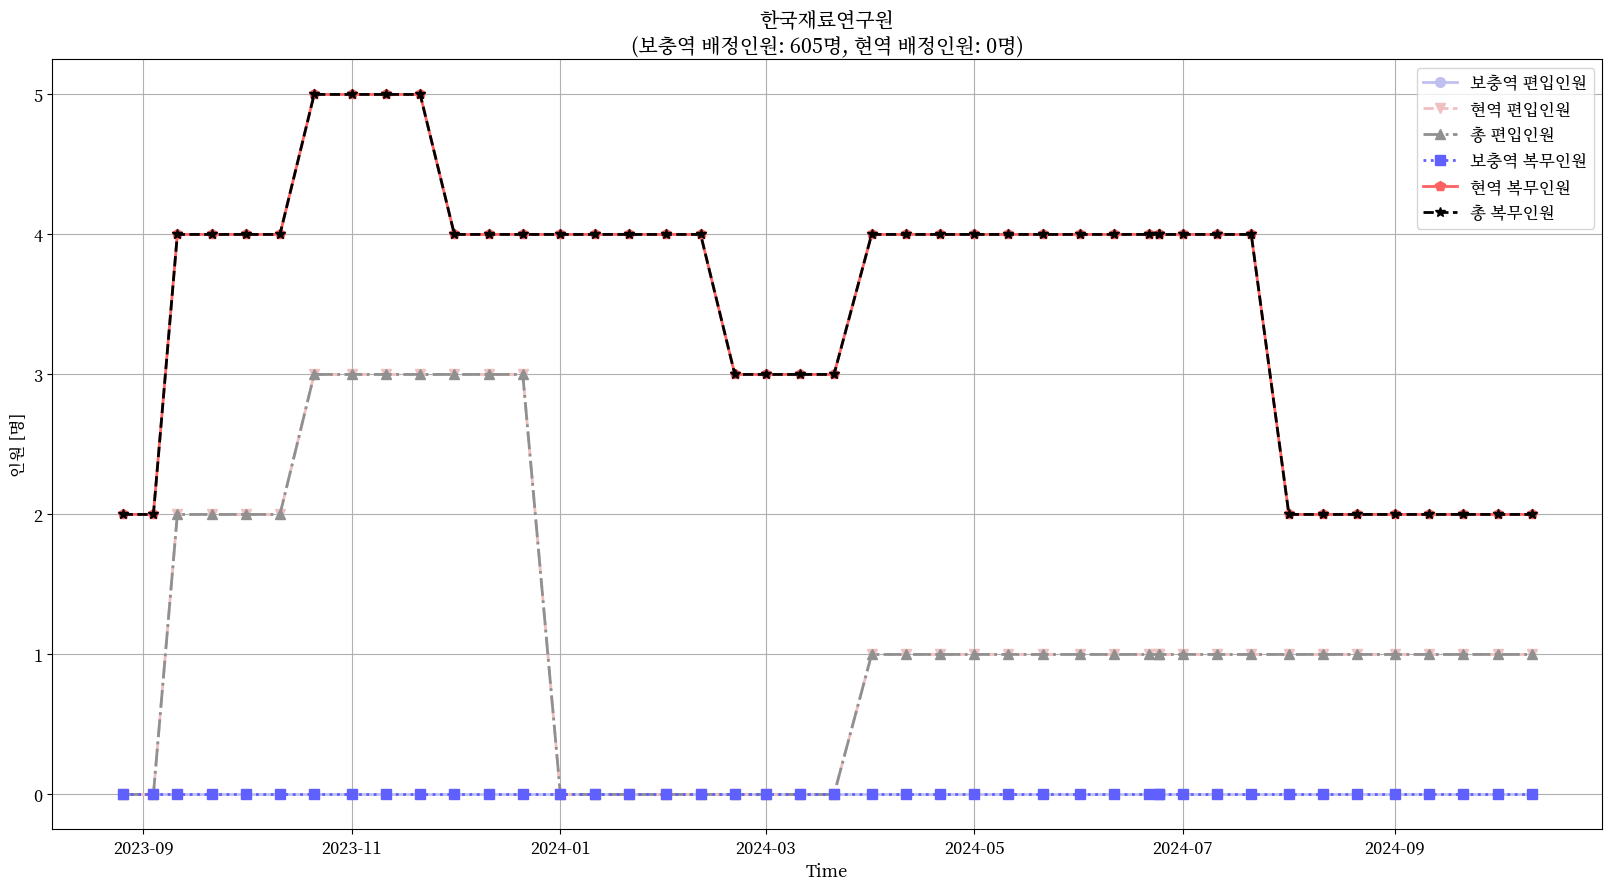 한국재료연구원
(보충역 배정인원: 605명, 현역 배정인원: 0명)
보충역 편입인원
현역 편입인원
총 편입인원
보충역 복무인원
현역 복무인원
총 복무인원
인원 [명]
5
4
3
2
1
0
2023-09
2023-11
2024-01
2024-03
2024-05
2024-07
2024-09
Time